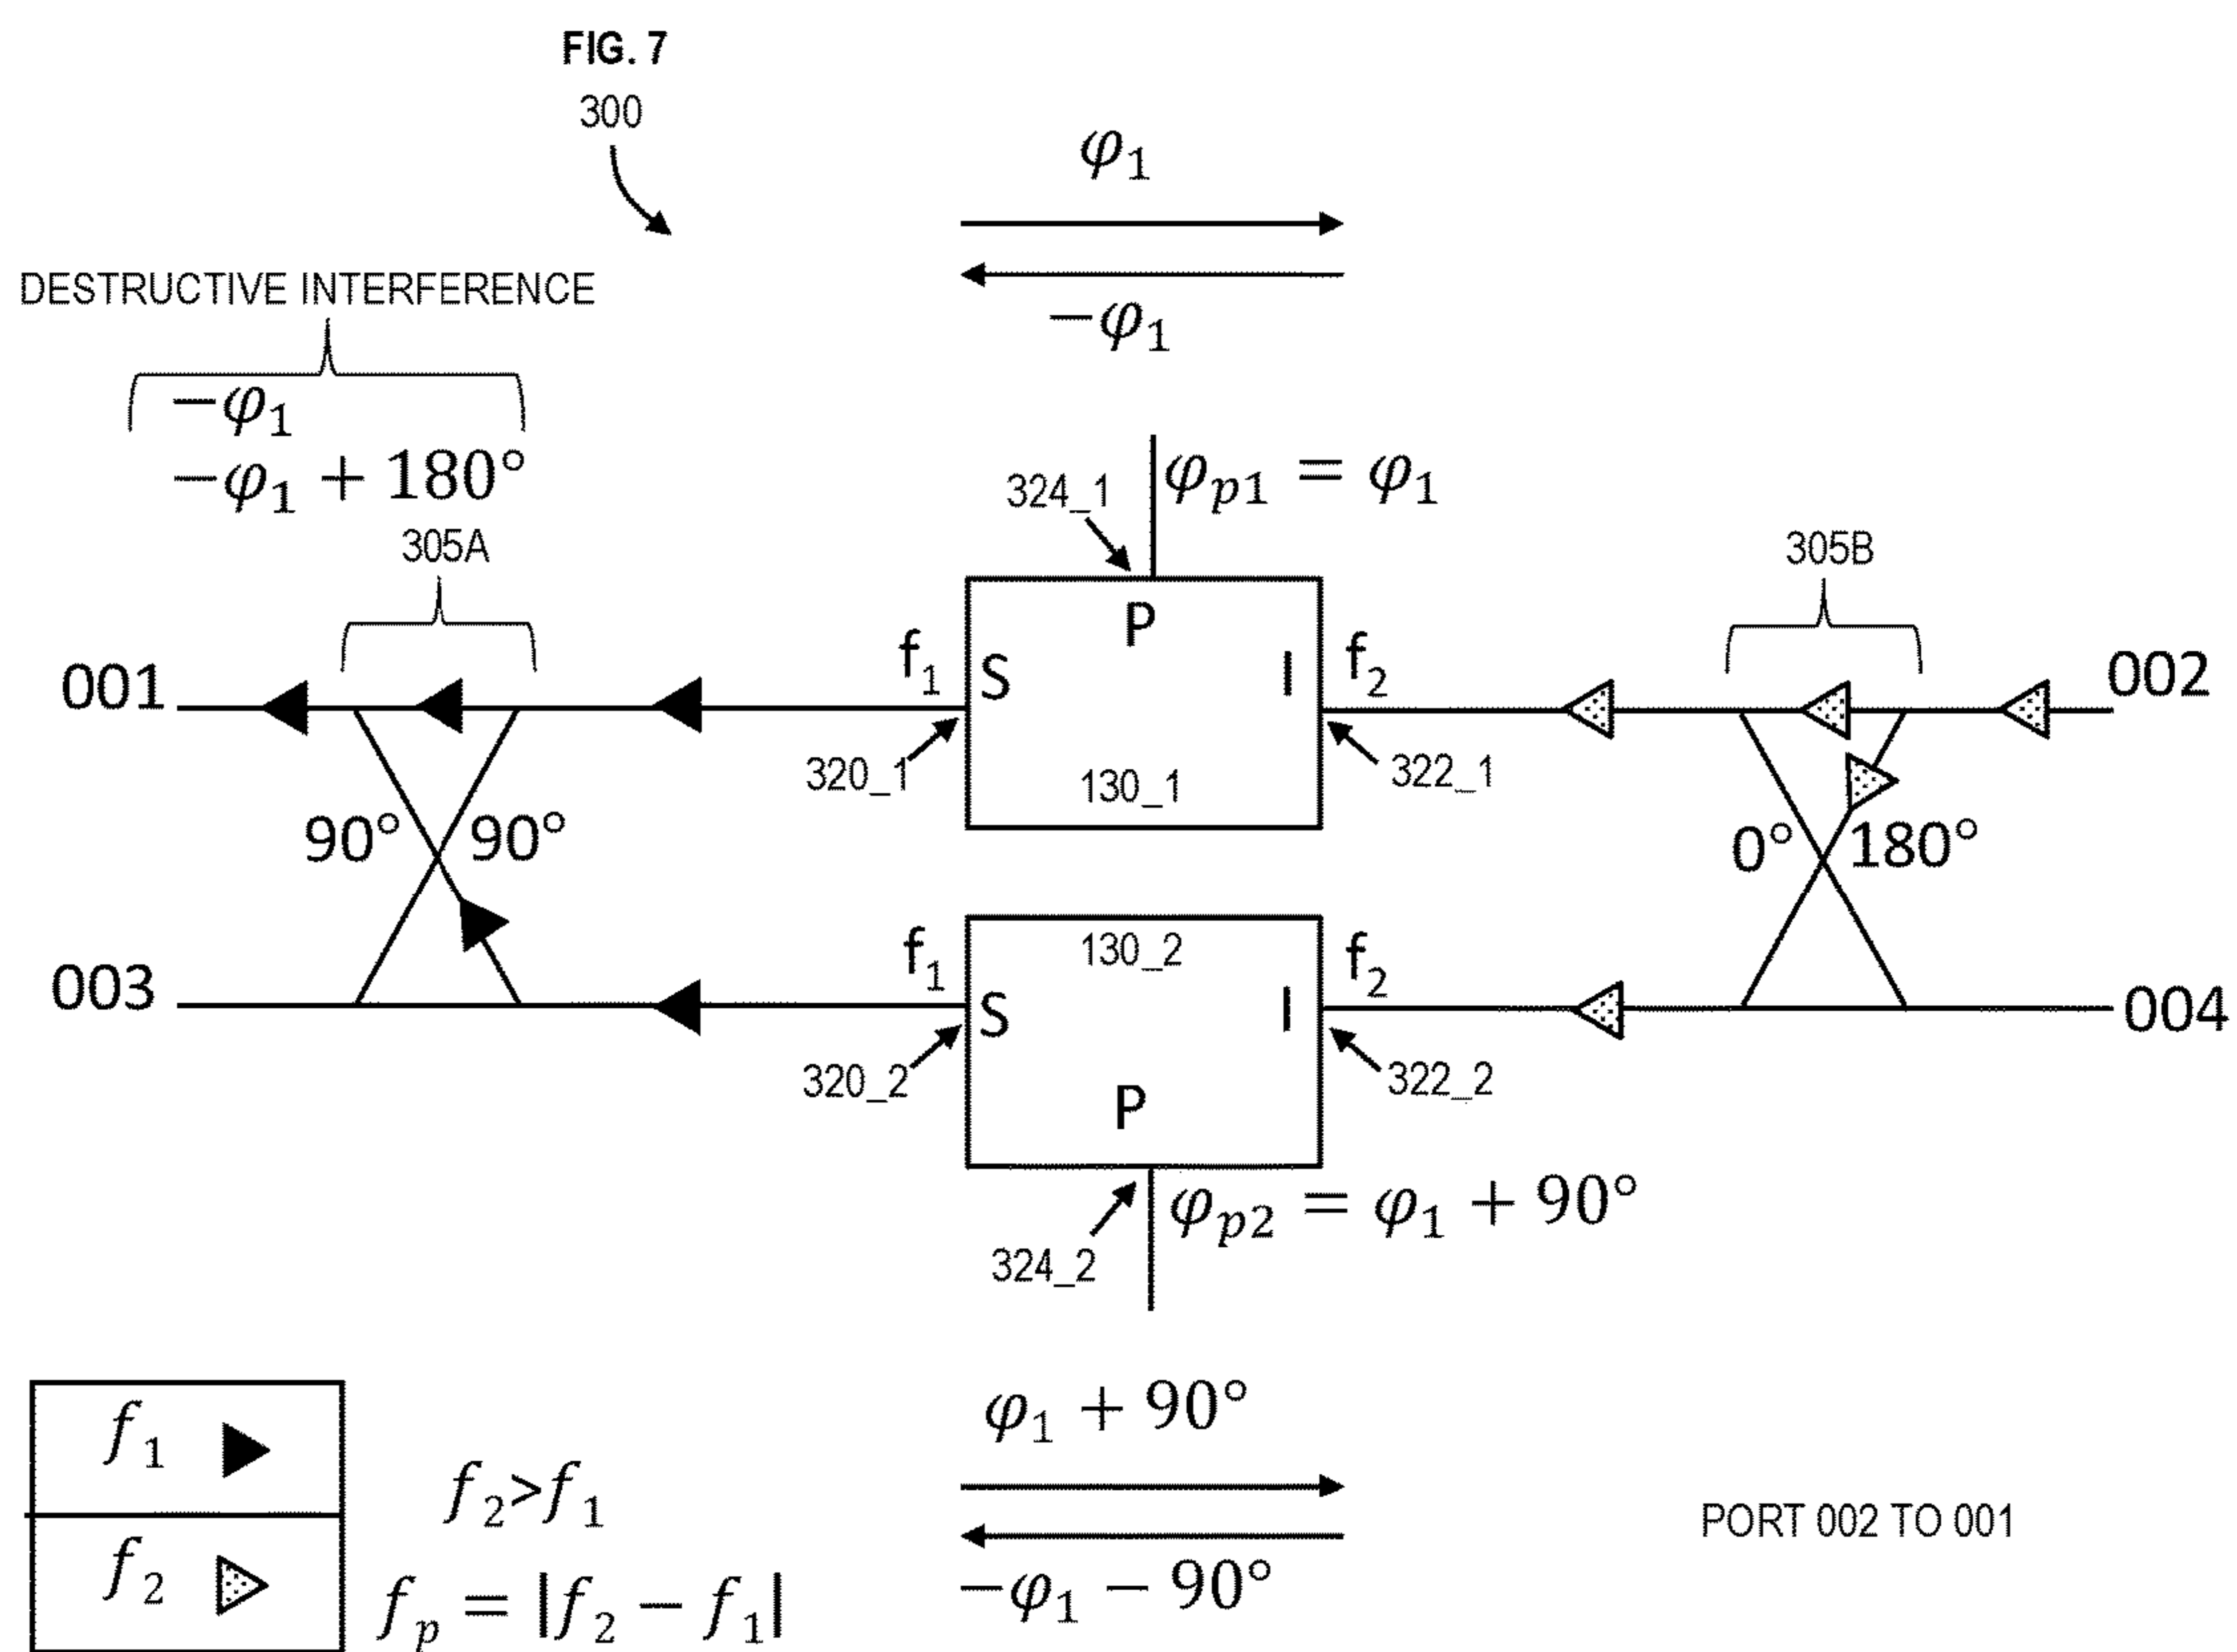 FIG. 7
300
φ₁
−φ₁
DESTRUCTIVE INTERFERENCE
−φ₁
−φ₁ + 180°
305A
324_1
φₚ₁ = φ₁
305B
001
f₁
S
P
I
f₂
002
320_1
130_1
322_1
90°
90°
0°
180°
003
f₁
S
130_2
I
f₂
004
320_2
P
322_2
324_2
φₚ₂ = φ₁ + 90°
f₁
f₂
f₂>f₁
fₚ = |f₂ − f₁|
φ₁ + 90°
−φ₁ − 90°
PORT 002 TO 001